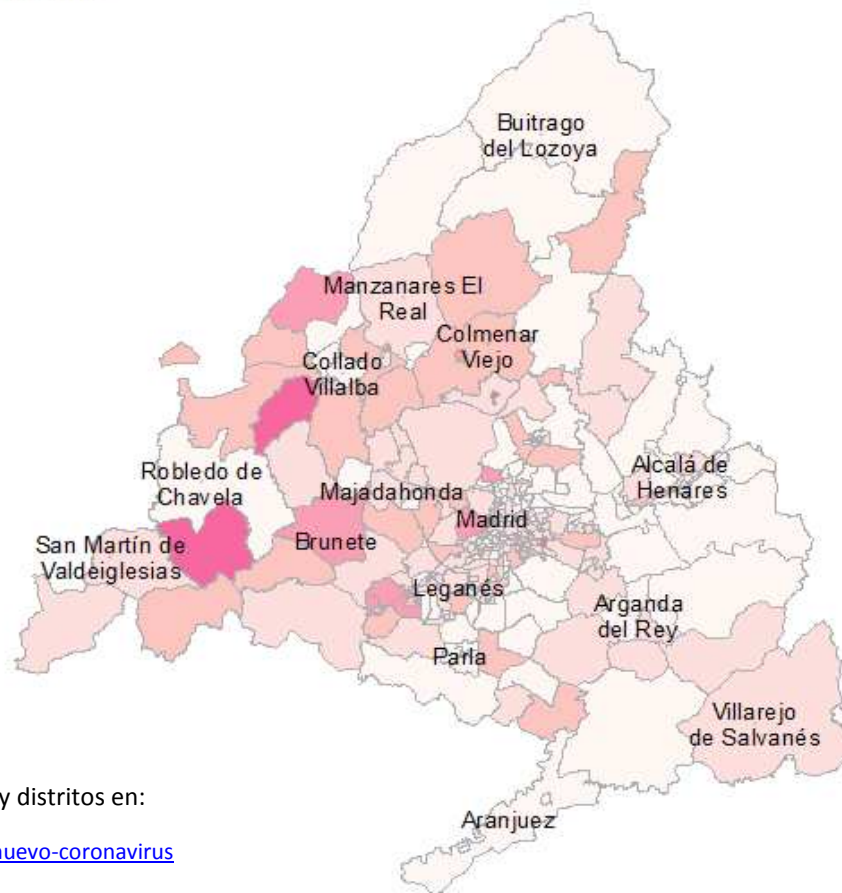 Buitrago
del Lozoya
Manzanares El
Real
Colmenar
Viejo
Collado
Villalba
Robledo de
Chavela
Majadahonda
Alcalá de
Henares
Madrid
San Martín de
Valdeiglesias
Brunete
Leganés
Arganda
del Rey
Parla
Villarejo
de Salvanés
y distritos en:
Aranjuez
nuevo-coronavirus